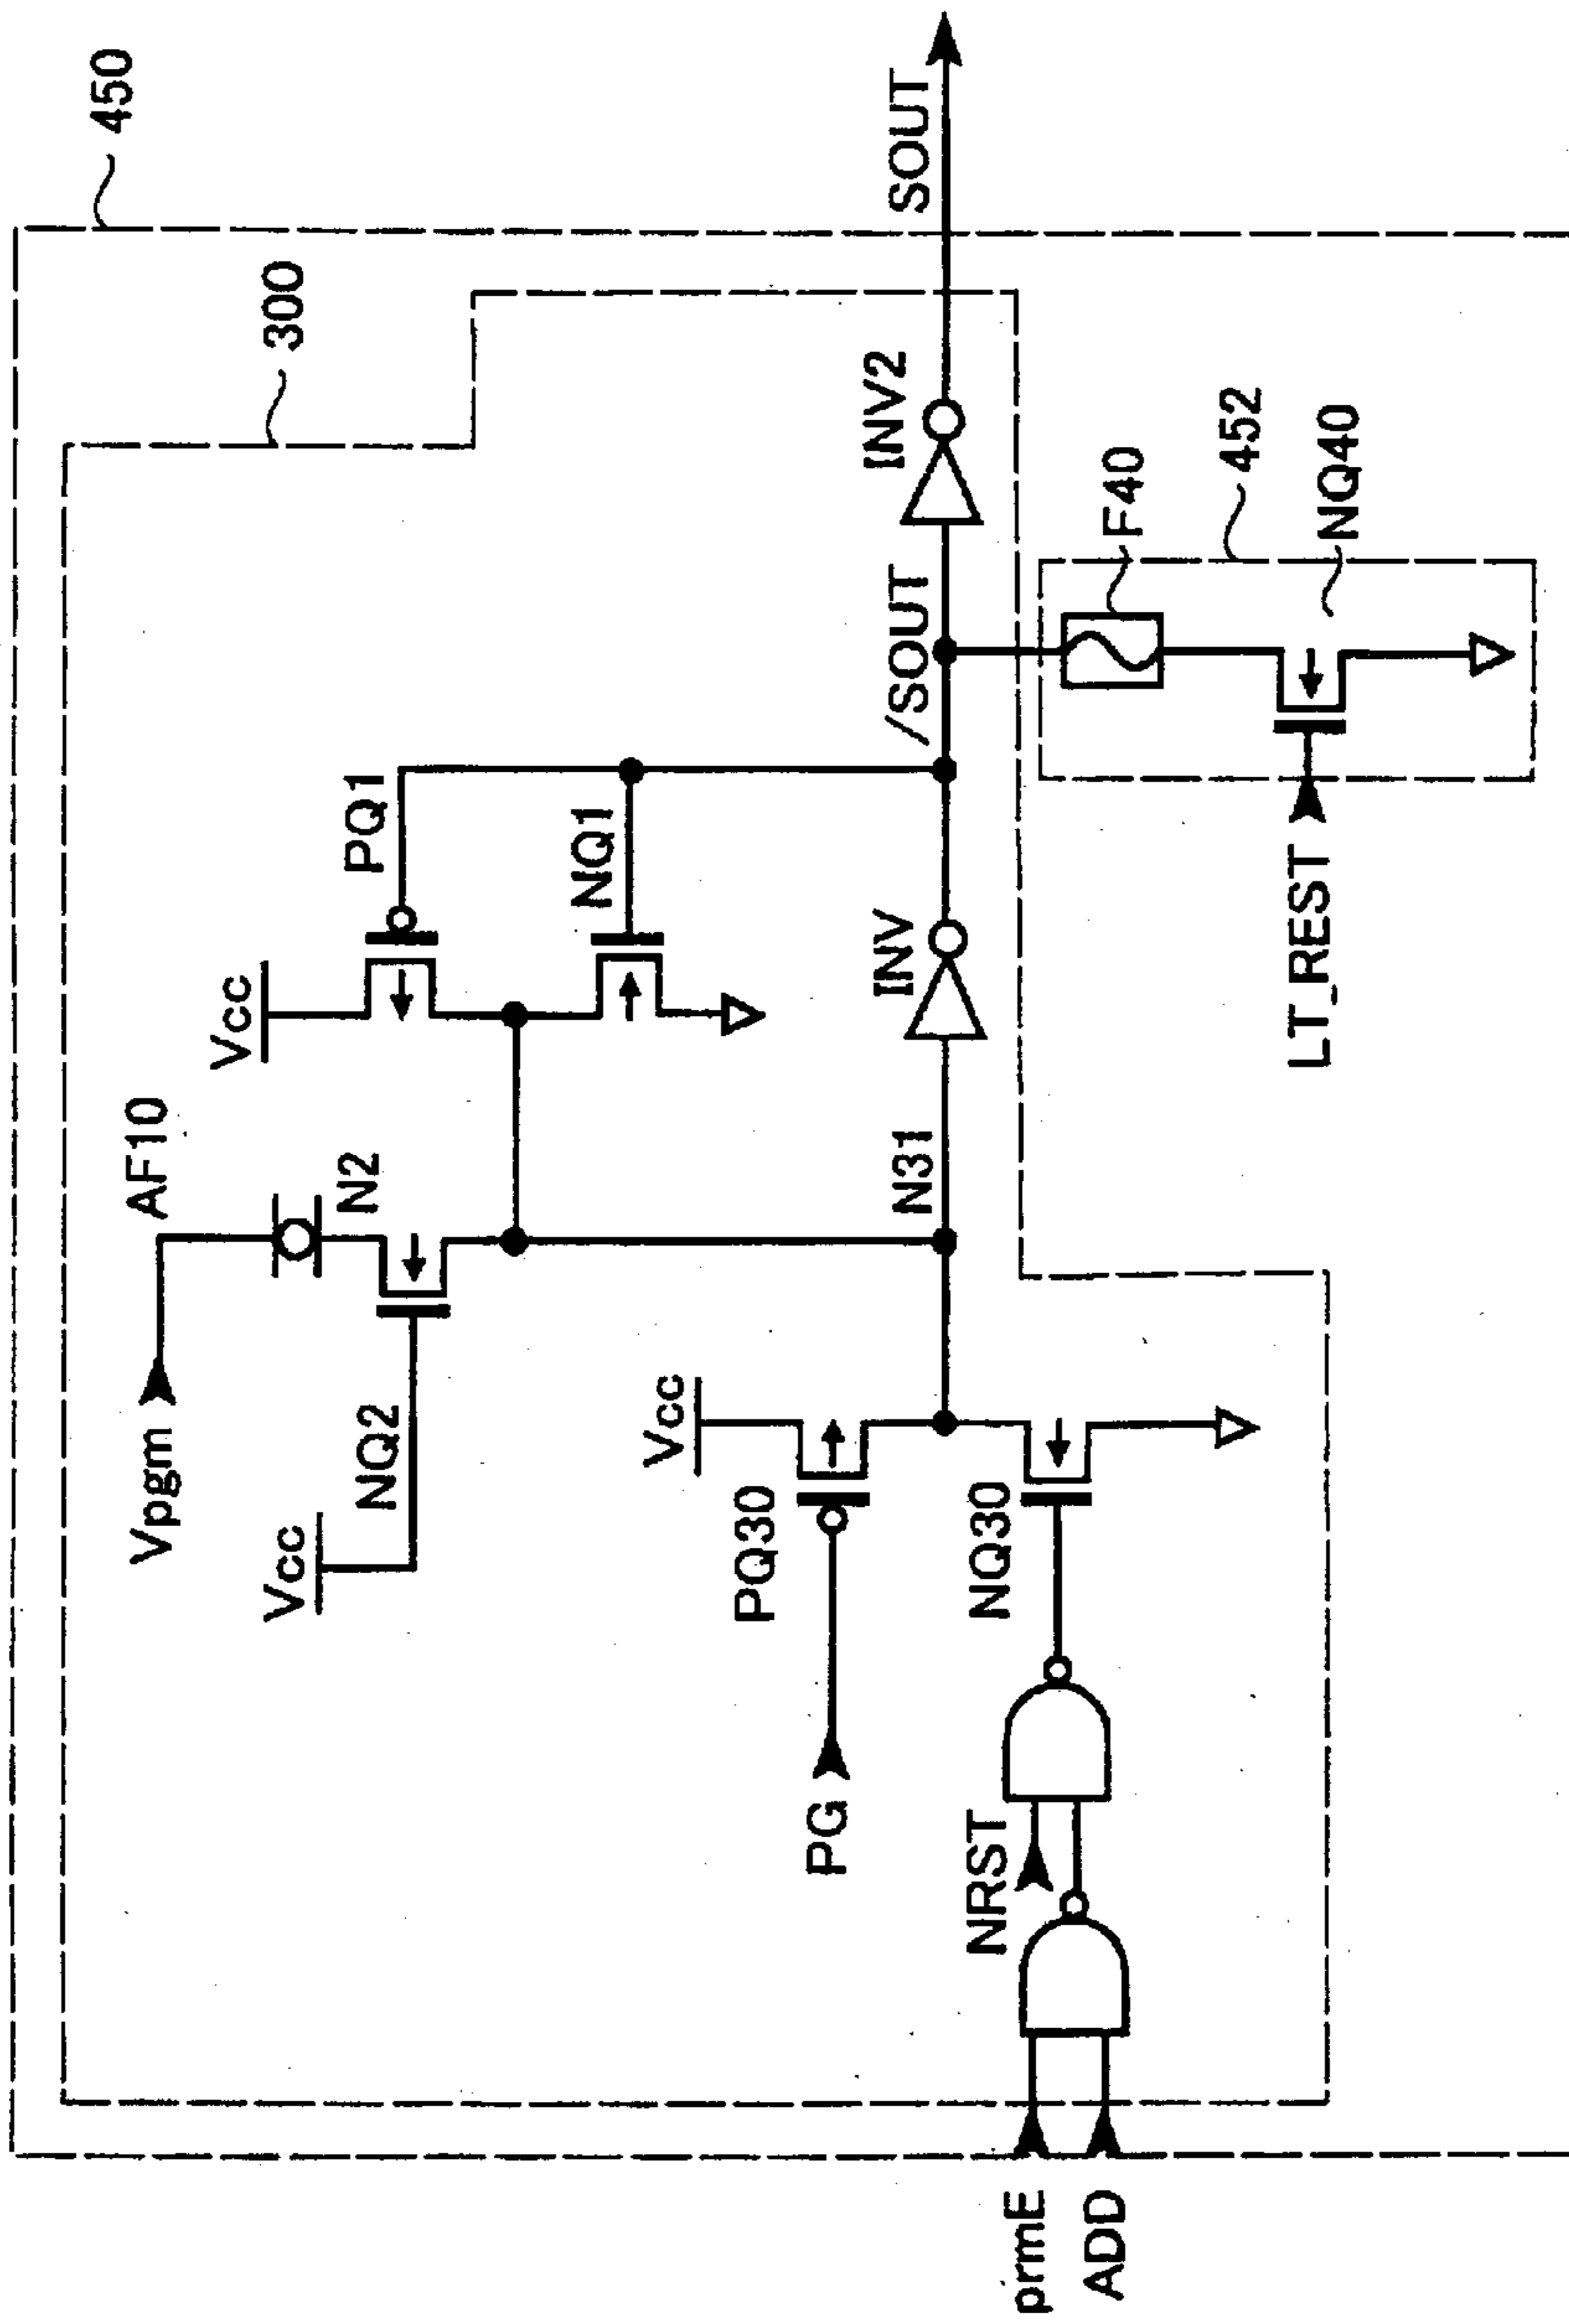 450
300
Vpgm
AF10
Vcc
NQ2
N2
Vcc
PQ1
NQ1
Vcc
PQ30
PG
N31
INV
/SOUT
INV2
SOUT
NRST
NQ30
prmE
ADD
F40
452
NQ40
LT_REST